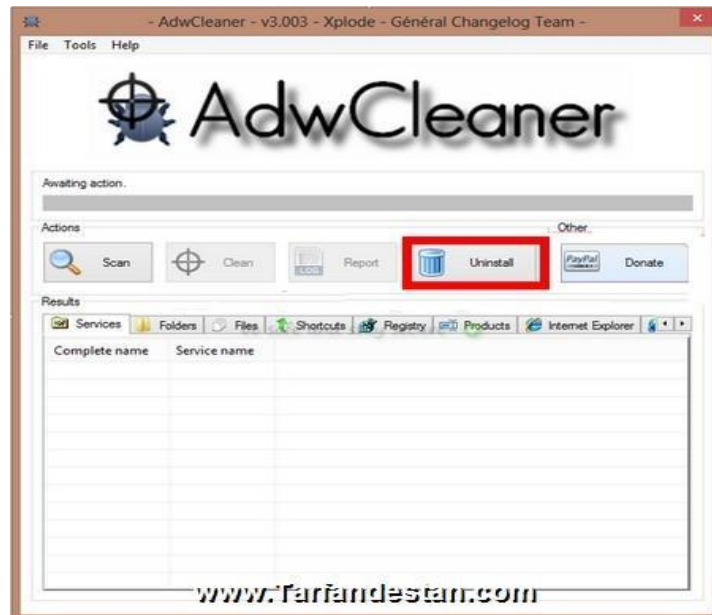 - AdwCleaner - v3.003 - Xplode - Général Changelog Team -
File Tools Help
AdwCleaner
Awaiting action.
Actions
Other
Scan
Clean
LOG
Report
Uninstall
PayPal
Donate
Results
Services Folders Files Shortcuts Registry Products Internet Explorer
Complete name Service name
www.Tarfandestan.com